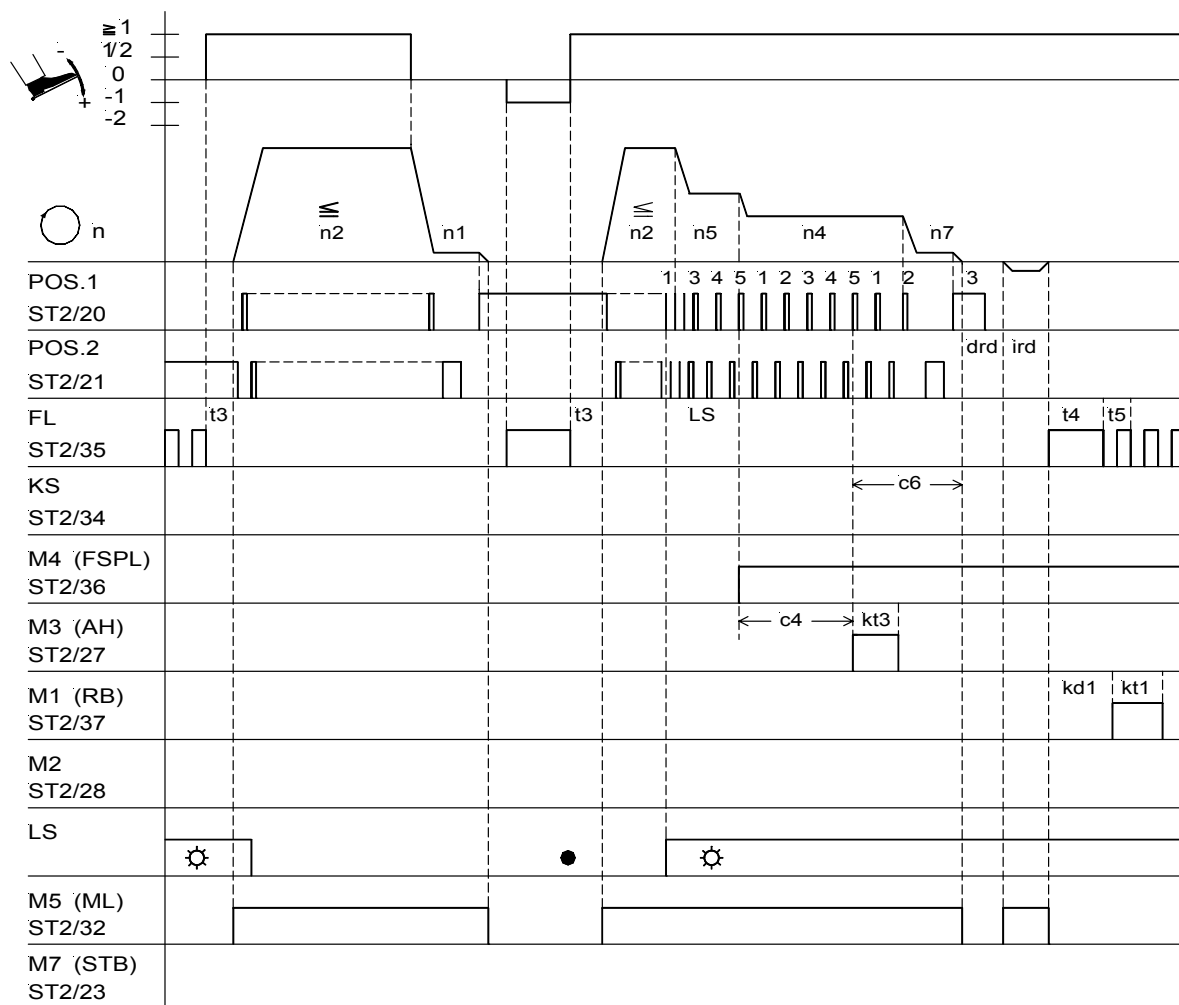 ≧ 1
1/2
0
-1
-2
-
+
n
≦
n2
n1
≦
n2
n5
n4
n7
POS.1
ST2/20
1 3 4 5 1 2 3 4 5 1 2 3
POS.2
ST2/21
drd
ird
FL
ST2/35
t3
t3
LS
t4
t5
KS
ST2/34
c6
M4 (FSPL)
ST2/36
M3 (AH)
ST2/27
c4
kt3
M1 (RB)
ST2/37
kd1
kt1
M2
ST2/28
LS
M5 (ML)
ST2/32
M7 (STB)
ST2/23